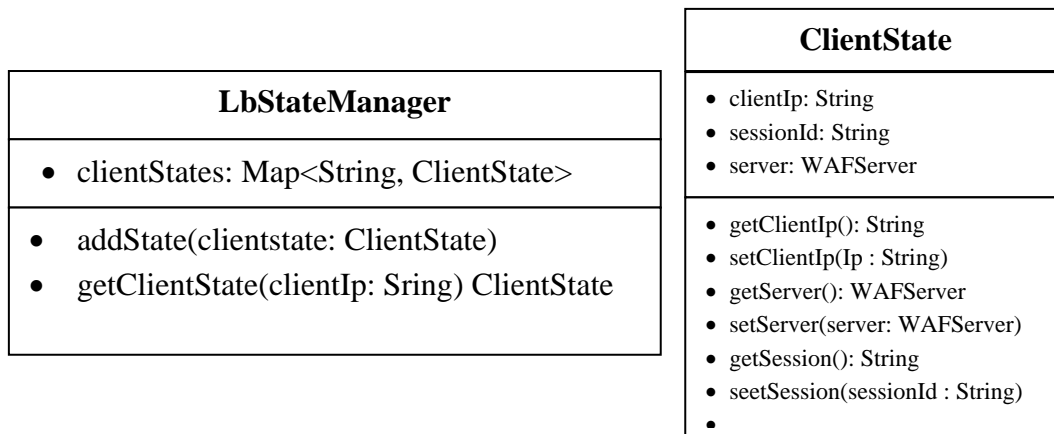 LbStateManager
• clientStates: Map<String, ClientState>
• addState(clientstate: ClientState)
• getClientState(clientIp: Sring) ClientState
ClientState
• clientIp: String
• sessionId: String
• server: WAFServer
• getClientIp(): String
• setClientIp(Ip : String)
• getServer(): WAFServer
• setServer(server: WAFServer)
• getSession(): String
• seetSession(sessionId : String)
•